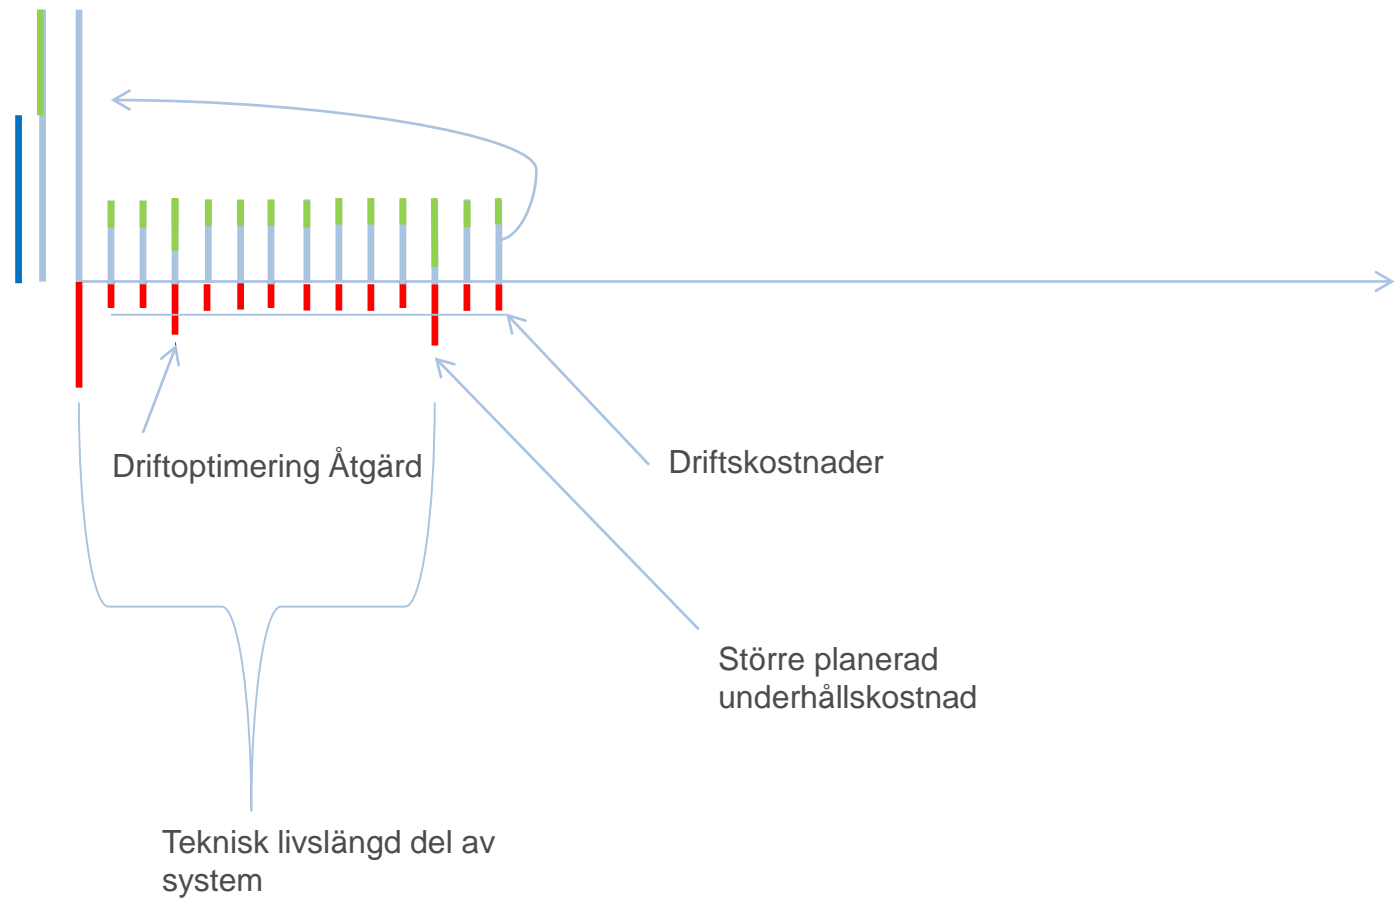 Driftoptimering Åtgärd
Driftskostnader
Större planerad
underhållskostnad
Teknisk livslängd del av
system